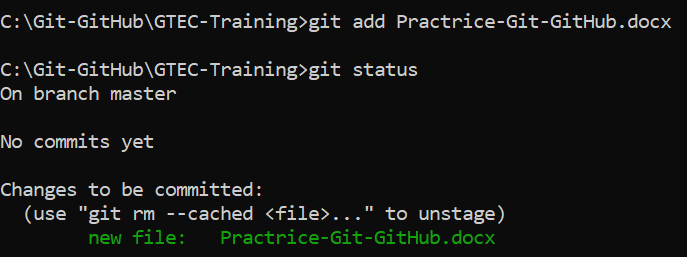 C:\Git-GitHub\GTEC-Training>git add Practrice-Git-GitHub.docx
C:\Git-GitHub\GTEC-Training>git status
On branch master
No commits yet
Changes to be committed:
(use "git rm --cached <file>..." to unstage)
new file:   Practrice-Git-GitHub.docx